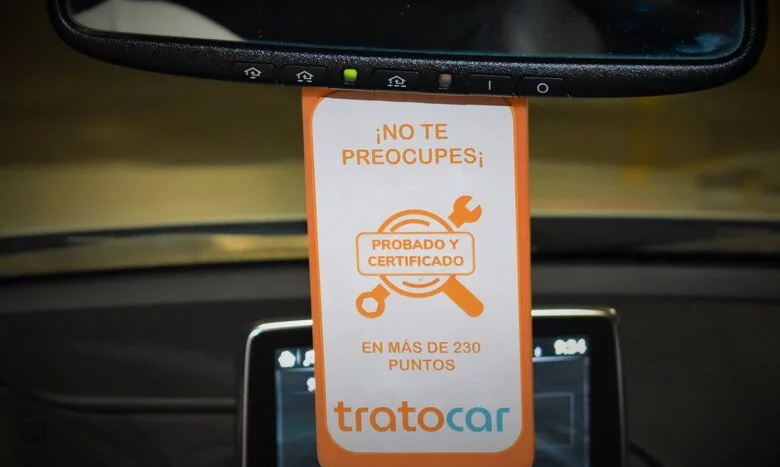 ¡NO TE
PREOCUPES¡
PROBADO Y
CERTIFICADO
EN MÁS DE 230
PUNTOS
tratocar